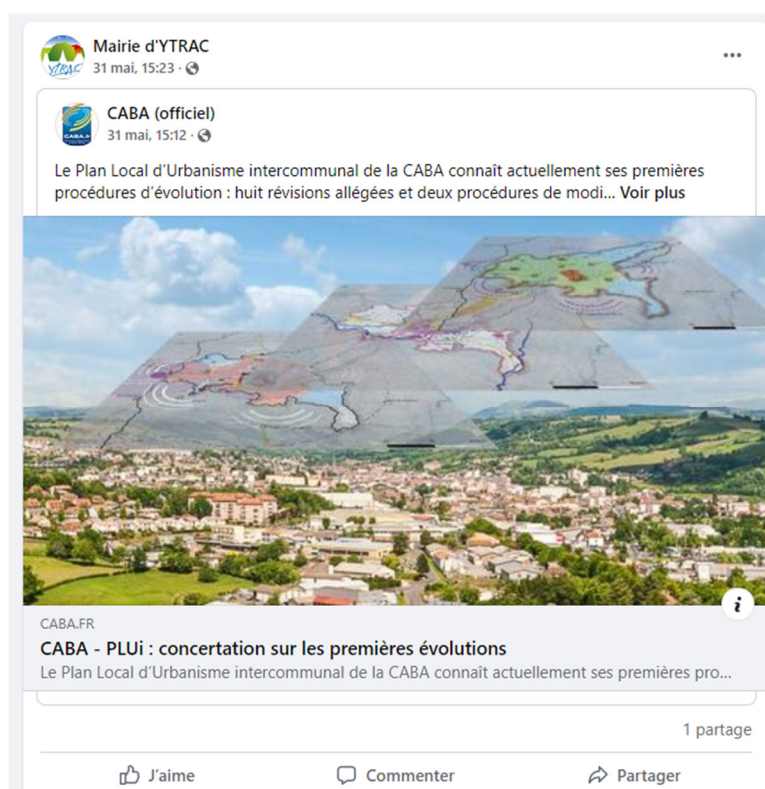 Mairie d'YTRAC
31 mai, 15:23 ·
YTRAC
CABA (officiel)
31 mai, 15:12 ·
CABA.fr
Le Plan Local d'Urbanisme intercommunal de la CABA connaît actuellement ses premières
procédures d'évolution : huit révisions allégées et deux procédures de modi... Voir plus
CABA.FR
CABA - PLUi : concertation sur les premières évolutions
Le Plan Local d'Urbanisme intercommunal de la CABA connaît actuellement ses premières pro...
1 partage
J'aime
Commenter
Partager